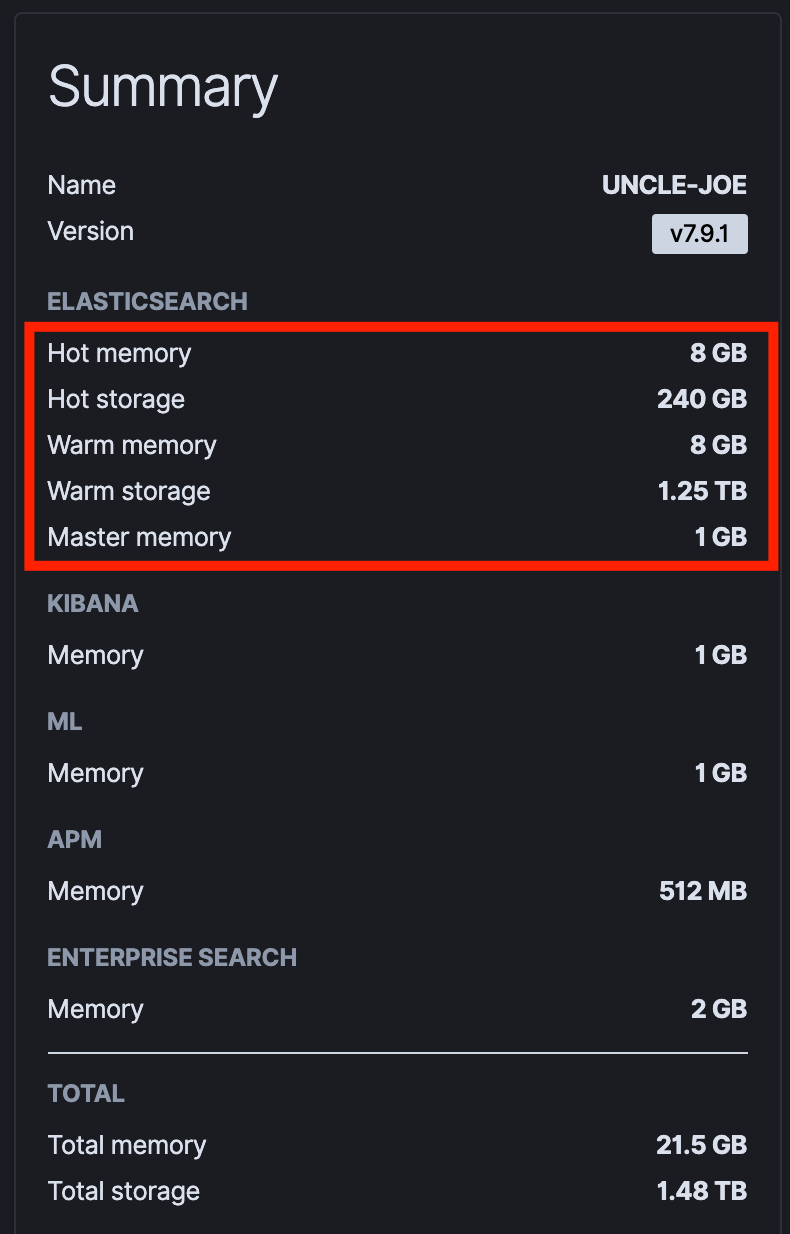 Summary
Name UNCLE-JOE
Version v7.9.1
ELASTICSEARCH
Hot memory 8 GB
Hot storage 240 GB
Warm memory 8 GB
Warm storage 1.25 TB
Master memory 1 GB
KIBANA
Memory 1 GB
ML
Memory 1 GB
APM
Memory 512 MB
ENTERPRISE SEARCH
Memory 2 GB
TOTAL
Total memory 21.5 GB
Total storage 1.48 TB